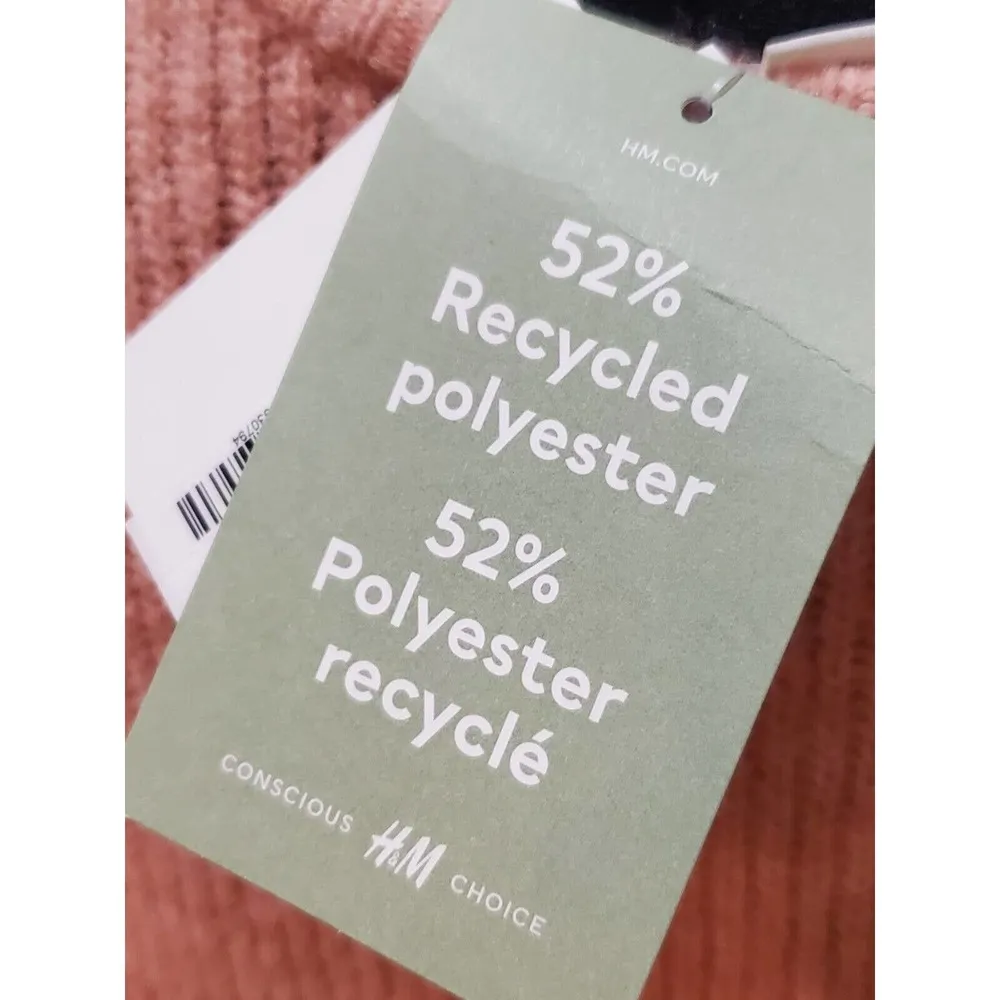 HM.COM
52%
Recycled
polyester
52%
Polyester
recyclé
CONSCIOUS H&M CHOICE